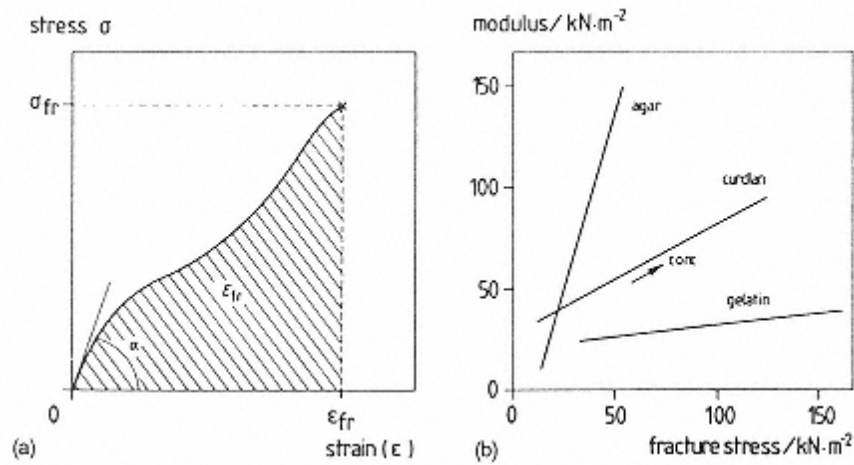 stress σ
σfr
Efr
α
0
εfr
strain (ε)
(a)
modulus / kN·m⁻²
150
100
50
0
agar
curdlan
conc
gelatin
0
50
100
150
fracture stress / kN·m⁻²
(b)